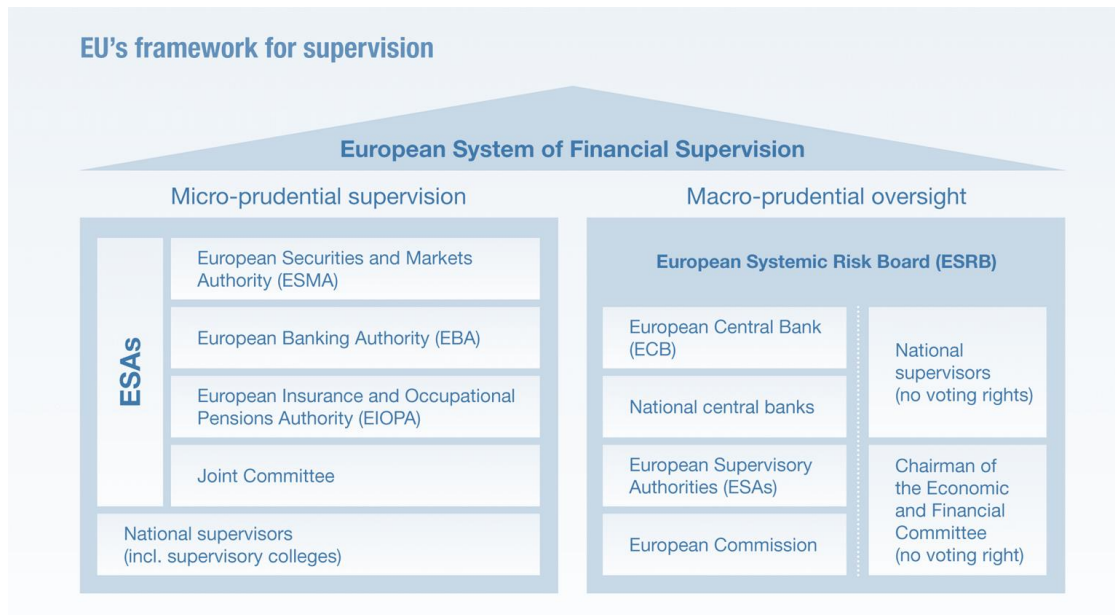 EU's framework for supervision
European System of Financial Supervision
Micro-prudential supervision
ESAs
European Securities and Markets
Authority (ESMA)
European Banking Authority (EBA)
European Insurance and Occupational
Pensions Authority (EIOPA)
Joint Committee
National supervisors
(incl. supervisory colleges)
Macro-prudential oversight
European Systemic Risk Board (ESRB)
European Central Bank
(ECB)
National central banks
European Supervisory
Authorities (ESAs)
European Commission
National
supervisors
(no voting rights)
Chairman of
the Economic
and Financial
Committee
(no voting right)